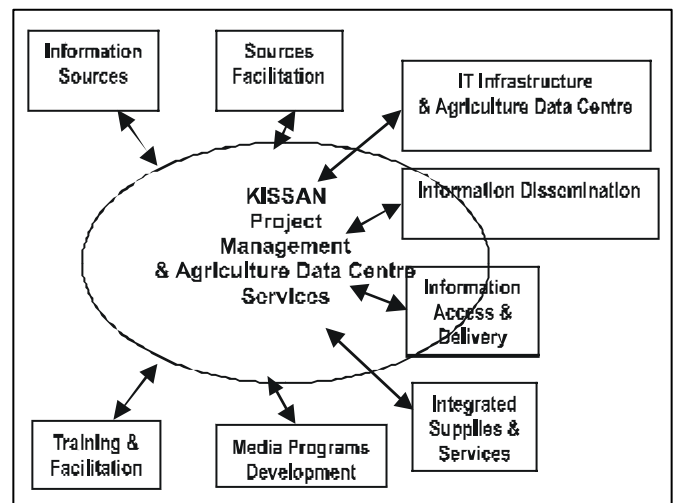 Information
Sources
Sources
Facilitation
IT Infrastructure
& Agriculture Data Centre
Information Dissemination
KISSAN
Project
Management
& Agriculture Data Centre
Services
Information
Access &
Delivery
Integrated
Supplies &
Services
Training &
Facilitation
Media Programs
Development